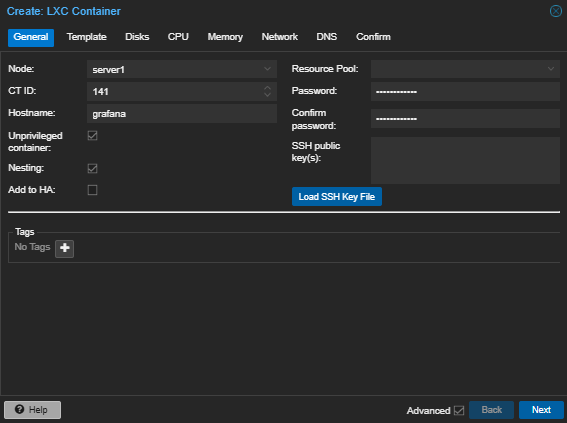 Create: LXC Container
General Template Disks CPU Memory Network DNS Confirm
Node: server1 Resource Pool:
CT ID: 141 Password: ------------
Hostname: grafana Confirm password: ------------
Unprivileged container:
SSH public key(s):
Nesting:
Add to HA: Load SSH Key File
Tags
No Tags
Help Advanced Back Next